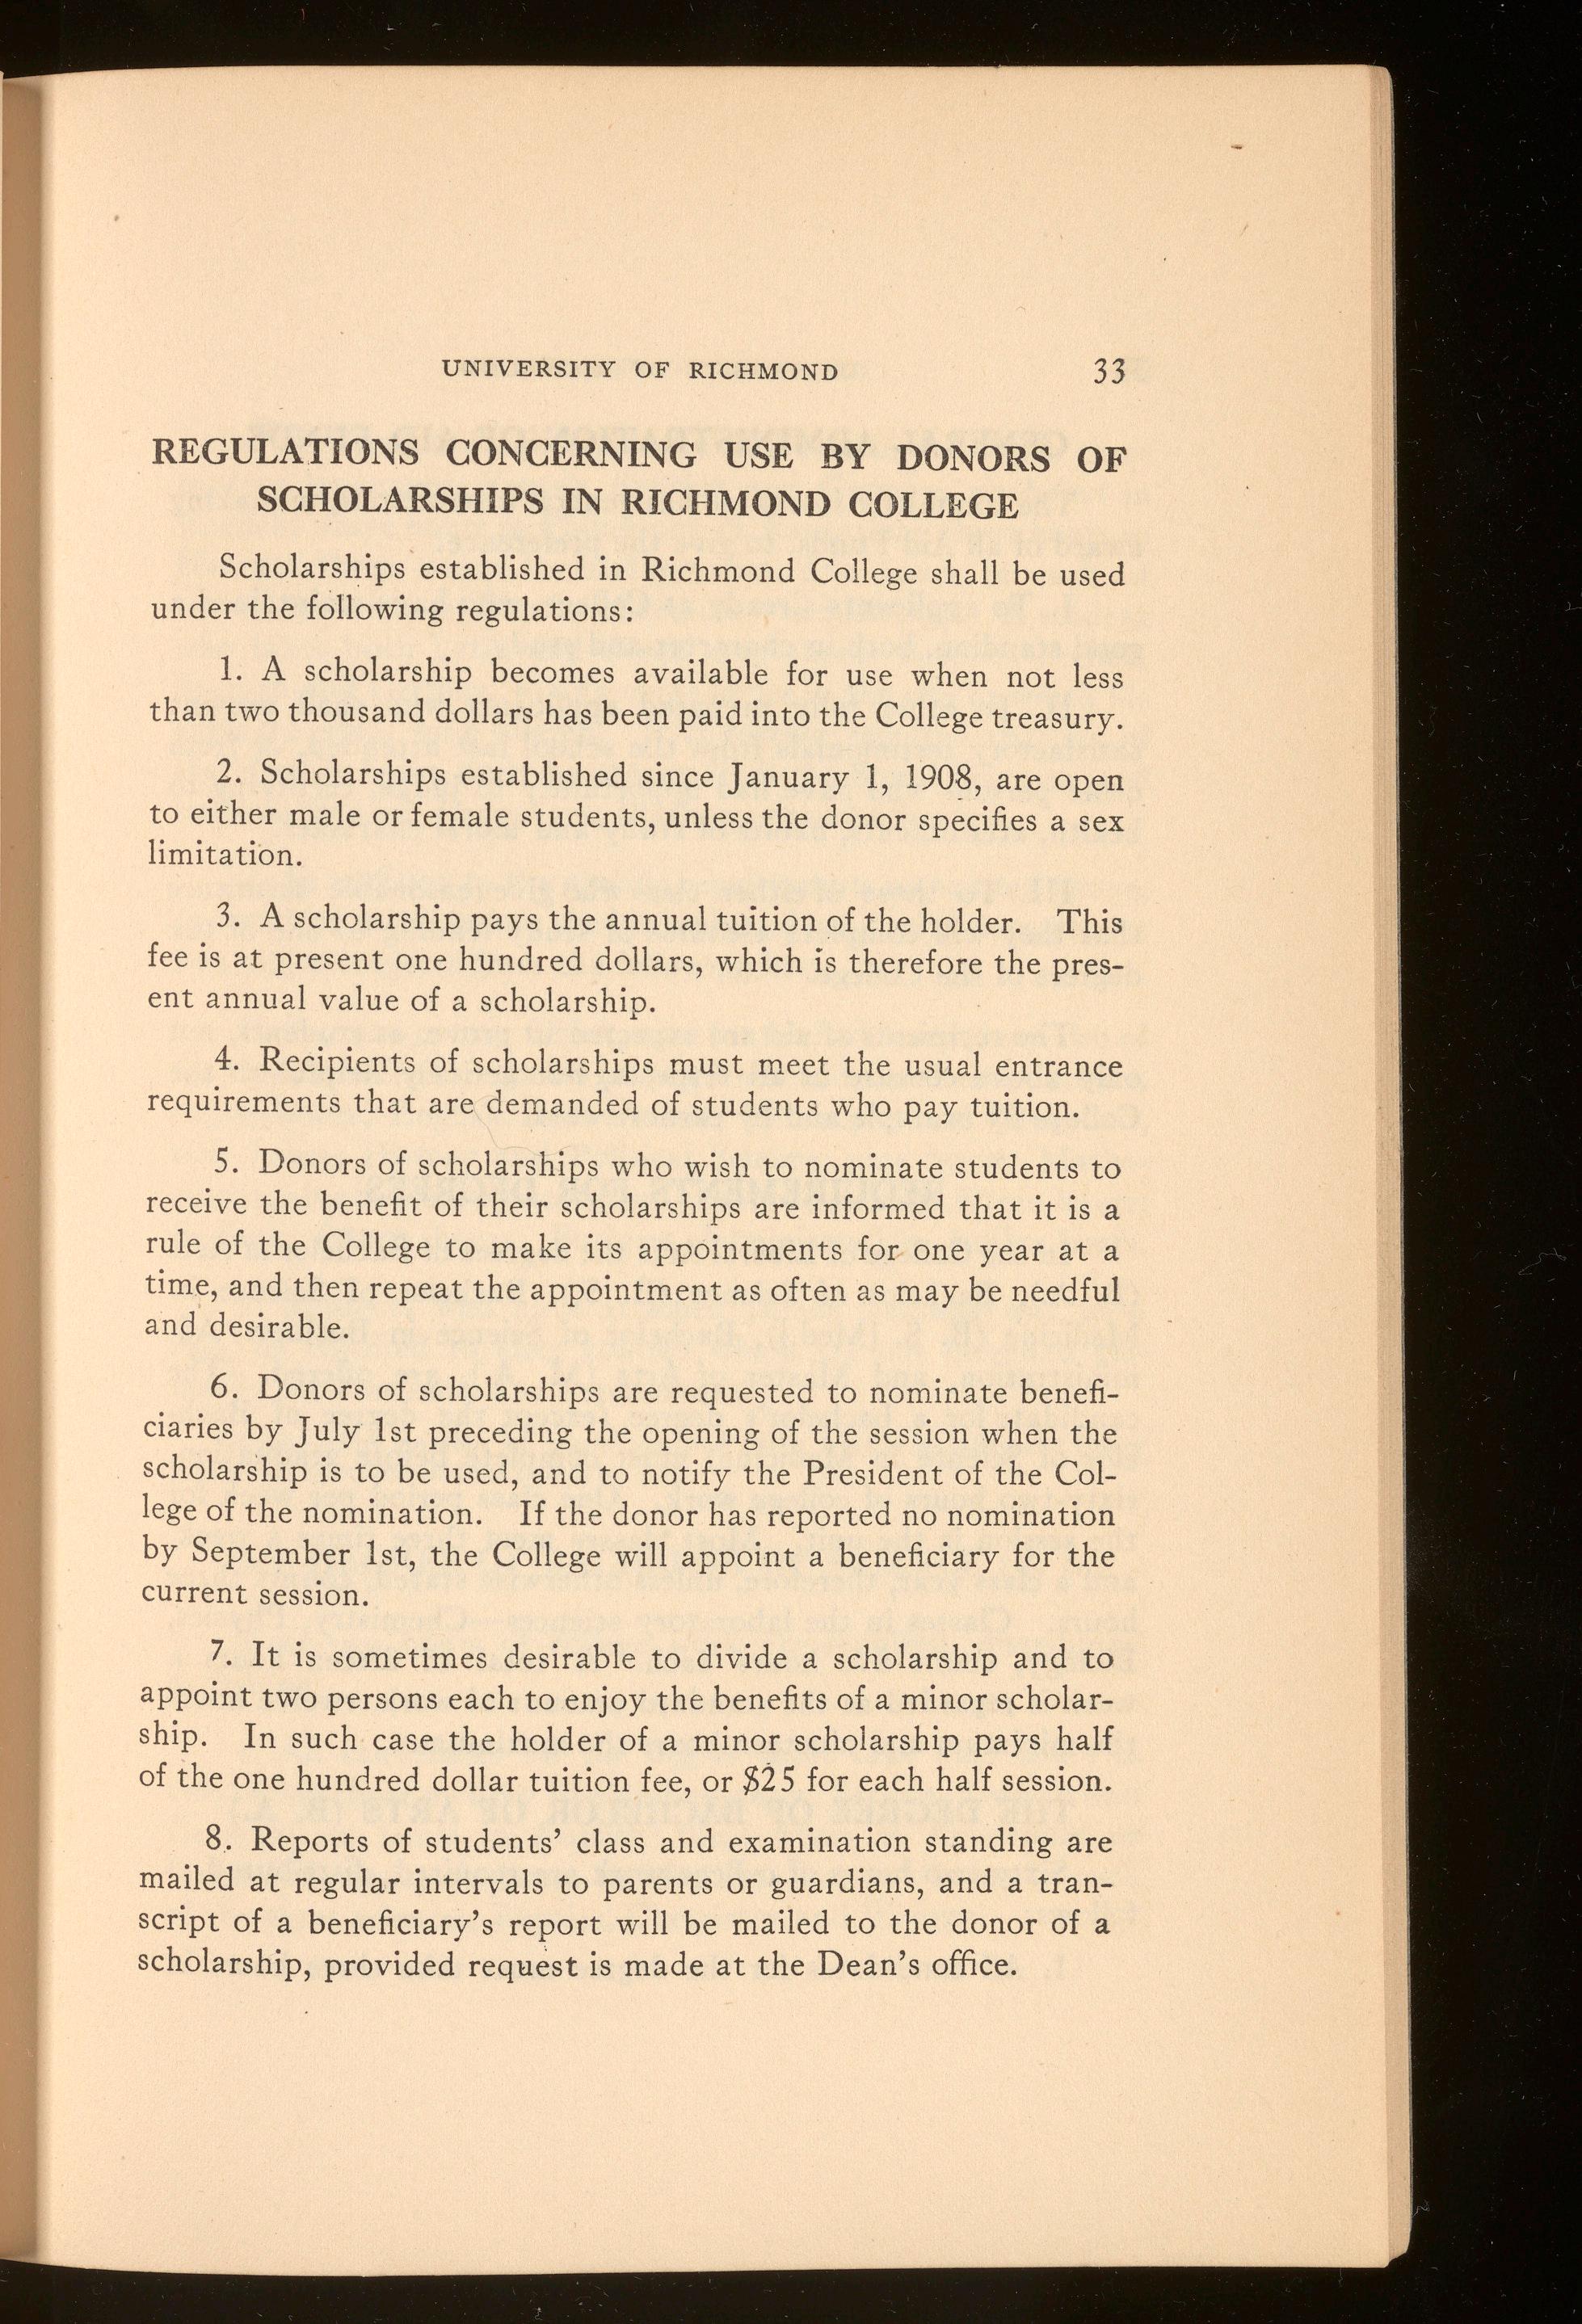 UNIVERSITY OF RICHMOND 33
REGULATIONS CONCERNING USE BY DONORS OF
SCHOLARSHIPS IN RICHMOND COLLEGE
Scholarships established in Richmond College shall be used
under the following regulations:
1. A scholarship becomes available for use when not less
than two thousand dollars has been paid into the College treasury.
2. Scholarships established since January 1, 1908, are open
to either male or female students, unless the donor specifies a sex
limitation.
3. A scholarship pays the annual tuition of the holder. This
fee is at present one hundred dollars, which is therefore the pres-
ent annual value of a scholarship.
4. Recipients of scholarships must meet the usual entrance
requirements that are demanded of students who pay tuition.
5. Donors of scholarships who wish to nominate students to
receive the benefit of their scholarships are informed that it is a
rule of the College to make its appointments for one year at a
time, and then repeat the appointment as often as may be needful
and desirable.
6. Donors of scholarships are requested to nominate benefi-
ciaries by July 1st preceding the opening of the session when the
scholarship is to be used, and to notify the President of the Col-
lege of the nomination. If the donor has reported no nomination
by September 1st, the College will appoint a beneficiary for the
current session.
7. It is sometimes desirable to divide a scholarship and to
appoint two persons each to enjoy the benefits of a minor scholar-
ship. In such case the holder of a minor scholarship pays half
of the one hundred dollar tuition fee, or $25 for each half session.
8. Reports of students' class and examination standing are
mailed at regular intervals to parents or guardians, and a tran-
script of a beneficiary's report will be mailed to the donor of a
scholarship, provided request is made at the Dean's office.